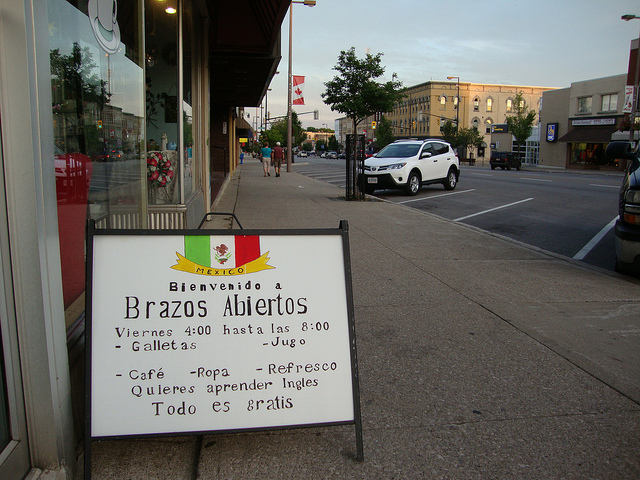 MEXICO
Bienvenido a
Brazos Abiertos
Viernes 4:00 hasta las 8:00
- Galletas -Jugo
- Café -Ropa - Refresco
Quieres aprender Ingles
Todo es gratis